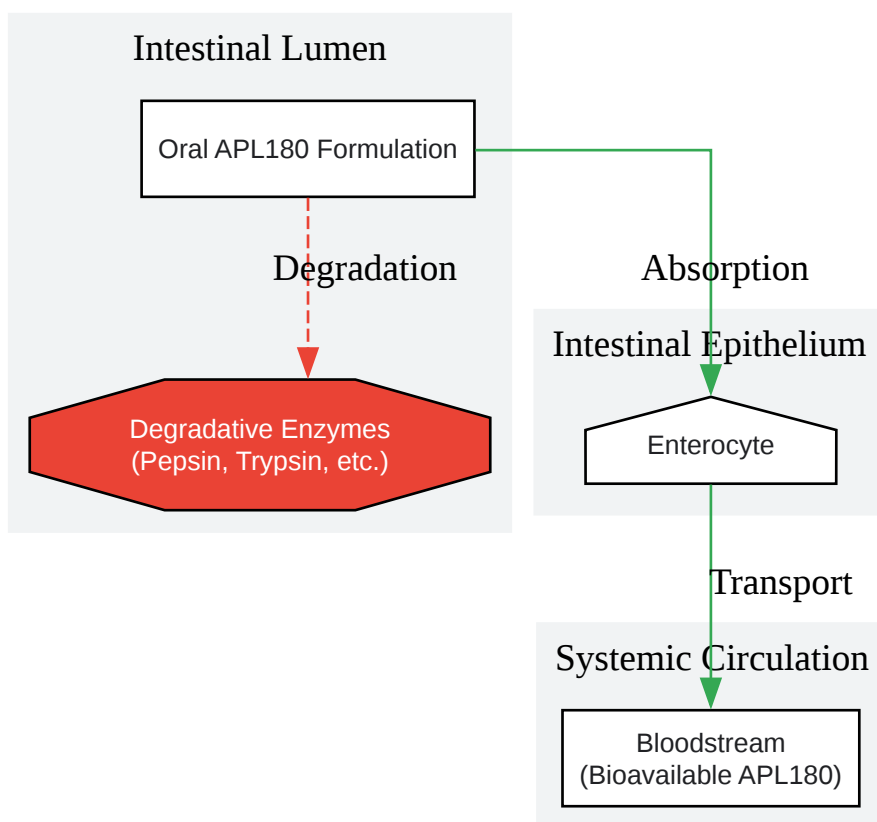 Intestinal Lumen
Oral APL180 Formulation
Degradation
Absorption
Intestinal Epithelium
Degradative Enzymes
(Pepsin, Trypsin, etc.)
Enterocyte
Transport
Systemic Circulation
Bloodstream
(Bioavailable APL180)